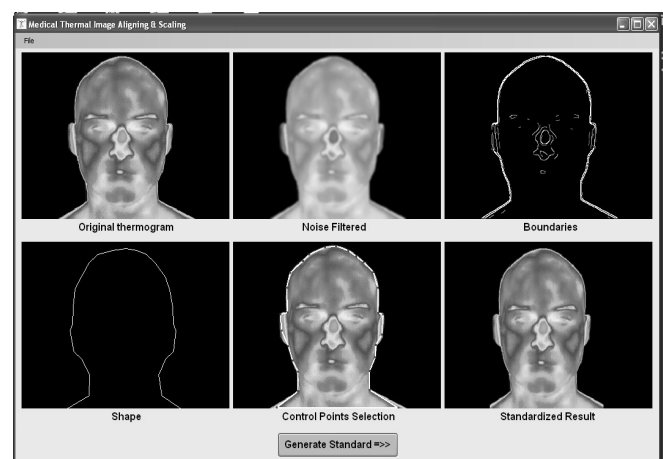 Medical Thermal Image Aligning & Scaling
File
Original thermogram
Noise Filtered
Boundaries
Shape
Control Points Selection
Standardized Result
Generate Standard =>>